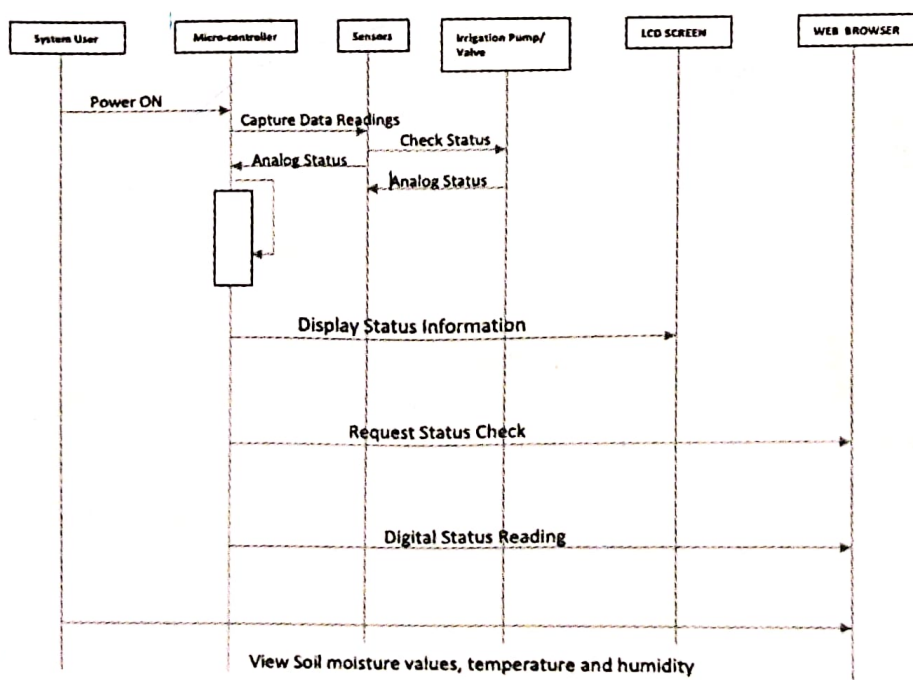 System User
Micro-controller
Sensors
Irrigation Pump/
Valve
LCD SCREEN
WEB BROWSER
Power ON
Capture Data Readings
Check Status
Analog Status
Analog Status
Display Status Information
Request Status Check
Digital Status Reading
View Soil moisture values, temperature and humidity